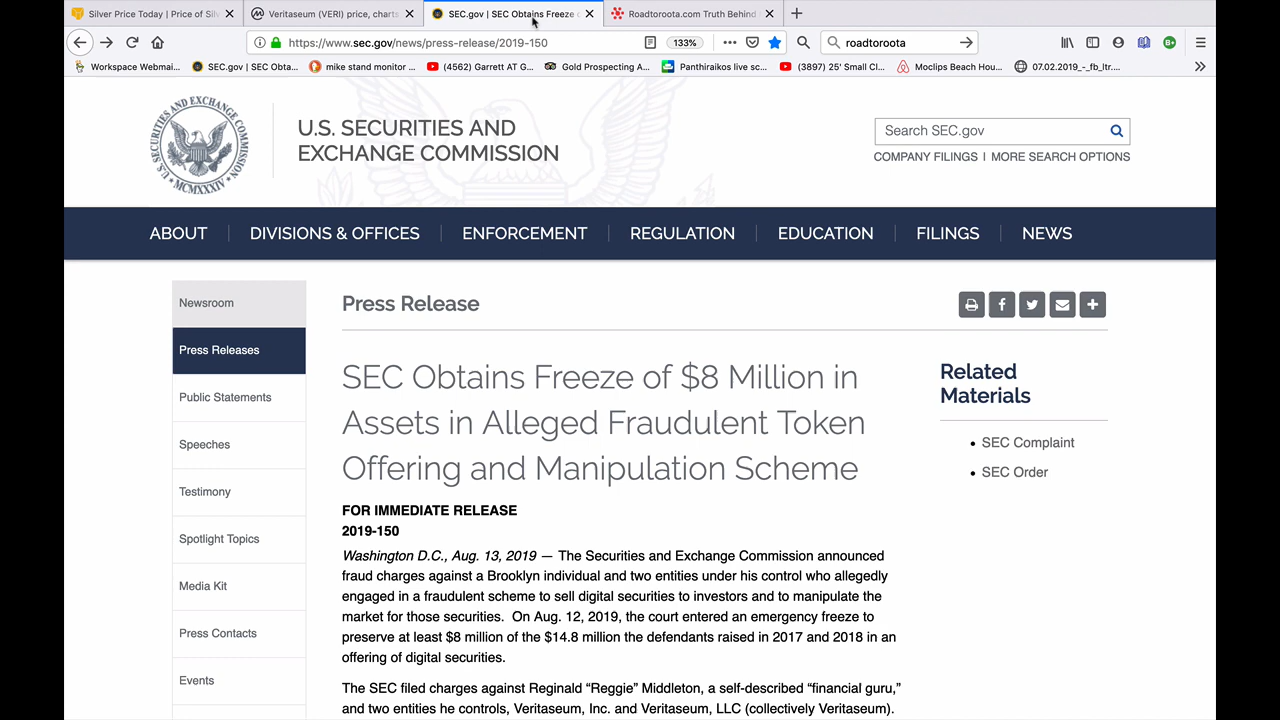 Silver Price Today | Price of Silv
Veritaseum (VERI) price, charts
SEC.gov | SEC Obtains Freeze o
Roadtoroota.com Truth Behind
https://www.sec.gov/news/press-release/2019-150
133%
roadtoroota
Workspace Webmai...
SEC.gov | SEC Obta...
mike stand monitor ...
(4562) Garrett AT G...
Gold Prospecting A...
Panthiraikons live sc...
(3897) 25' Small Cl...
Moclips Beach Hou...
07.02.2019_-_fb_ltr....
U.S. SECURITIES AND EXCHANGE COMMISSION
MCMXXXIV
U.S. SECURITIES AND
EXCHANGE COMMISSION
Search SEC.gov
COMPANY FILINGS | MORE SEARCH OPTIONS
ABOUT
DIVISIONS & OFFICES
ENFORCEMENT
REGULATION
EDUCATION
FILINGS
NEWS
Newsroom
Press Releases
Public Statements
Speeches
Testimony
Spotlight Topics
Media Kit
Press Contacts
Events
Press Release
SEC Obtains Freeze of $8 Million in
Assets in Alleged Fraudulent Token
Offering and Manipulation Scheme
FOR IMMEDIATE RELEASE
2019-150
Washington D.C., Aug. 13, 2019 — The Securities and Exchange Commission announced
fraud charges against a Brooklyn individual and two entities under his control who allegedly
engaged in a fraudulent scheme to sell digital securities to investors and to manipulate the
market for those securities.  On Aug. 12, 2019, the court entered an emergency freeze to
preserve at least $8 million of the $14.8 million the defendants raised in 2017 and 2018 in an
offering of digital securities.
The SEC filed charges against Reginald “Reggie” Middleton, a self-described “financial guru,”
and two entities he controls, Veritaseum, Inc. and Veritaseum, LLC (collectively Veritaseum).
Related
Materials
SEC Complaint
SEC Order